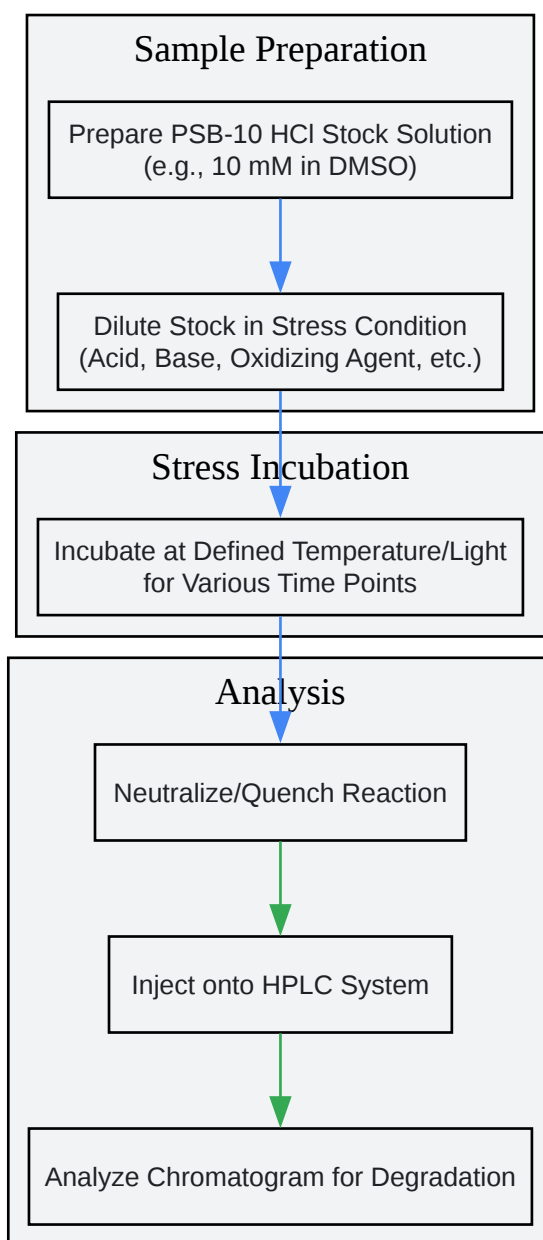 Sample Preparation
Prepare PSB-10 HCl Stock Solution
(e.g., 10 mM in DMSO)
Dilute Stock in Stress Condition
(Acid, Base, Oxidizing Agent, etc.)
Stress Incubation
Incubate at Defined Temperature/Light
for Various Time Points
Analysis
Neutralize/Quench Reaction
Inject onto HPLC System
Analyze Chromatogram for Degradation